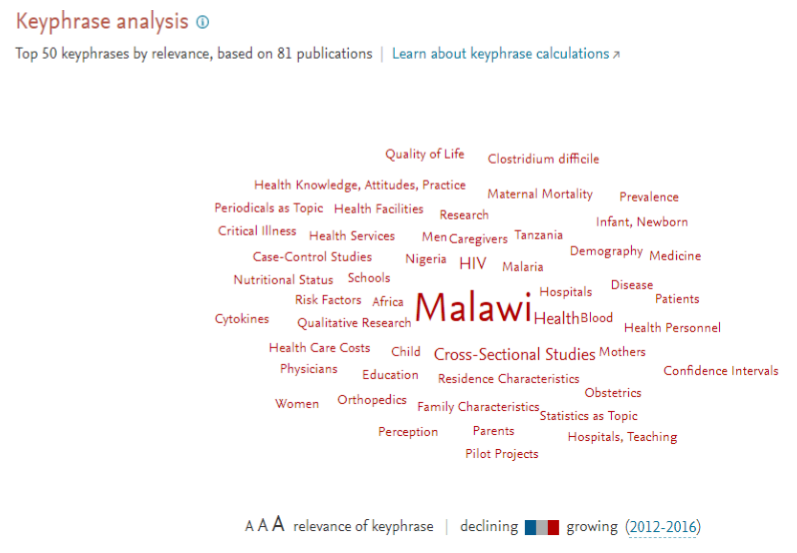 Keyphrase analysis
Top 50 keyphrases by relevance, based on 81 publications | Learn about keyphrase calculations ↗
Quality of Life
Clostridium difficile
Health Knowledge, Attitudes, Practice
Maternal Mortality
Prevalence
Periodicals as Topic
Health Facilities
Research
Infant, Newborn
Critical Illness
Health Services
Men
Caregivers
Tanzania
Demography
Medicine
Case-Control Studies
Nigeria
HIV
Malaria
Nutritional Status
Schools
Hospitals
Disease
Patients
Risk Factors
Africa
Malawi
Health
Blood
Cytokines
Qualitative Research
Health Personnel
Health Care Costs
Child
Cross-Sectional Studies
Mothers
Physicians
Education
Residence Characteristics
Confidence Intervals
Women
Orthopedics
Family Characteristics
Obstetrics
Statistics as Topic
Perception
Parents
Hospitals, Teaching
Pilot Projects
A A A relevance of keyphrase | declining growing (2012-2016)